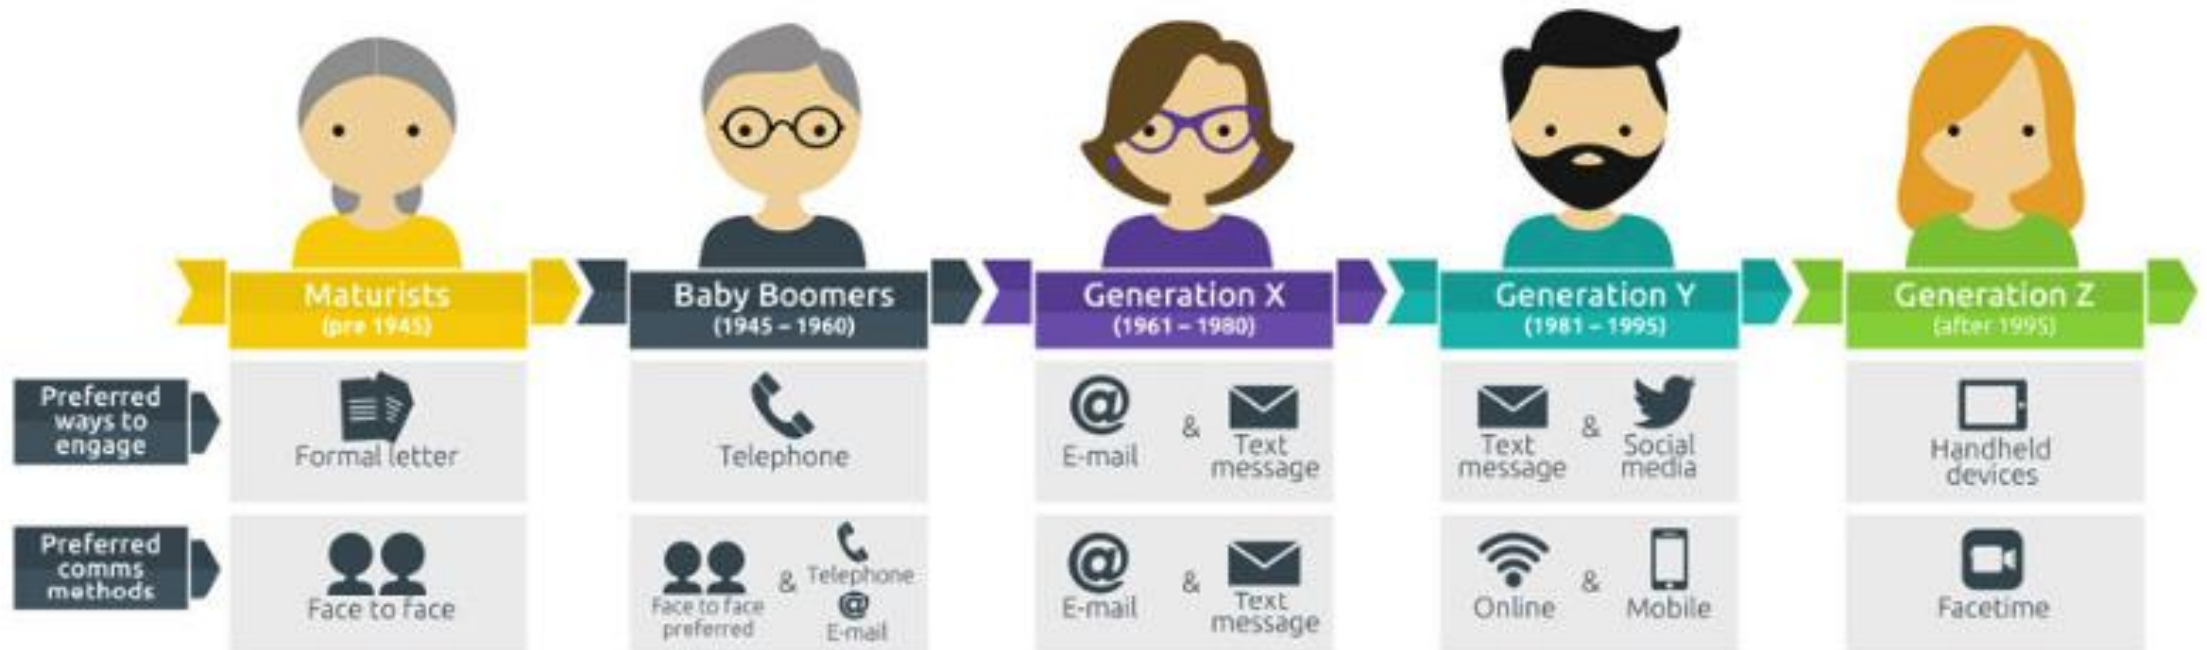 Maturists
(pre 1945)
Baby Boomers
(1945 – 1960)
Generation X
(1961 – 1980)
Generation Y
(1981 – 1995)
Generation Z
(after 1995)
Preferred
ways to
engage
Formal letter
Telephone
@
E-mail
&
Text
message
Text
message
&
Social
media
Handheld
devices
Preferred
comms
methods
Face to face
Face to face
preferred
&
Telephone
@
E-mail
@
E-mail
&
Text
message
Online
&
Mobile
Facetime